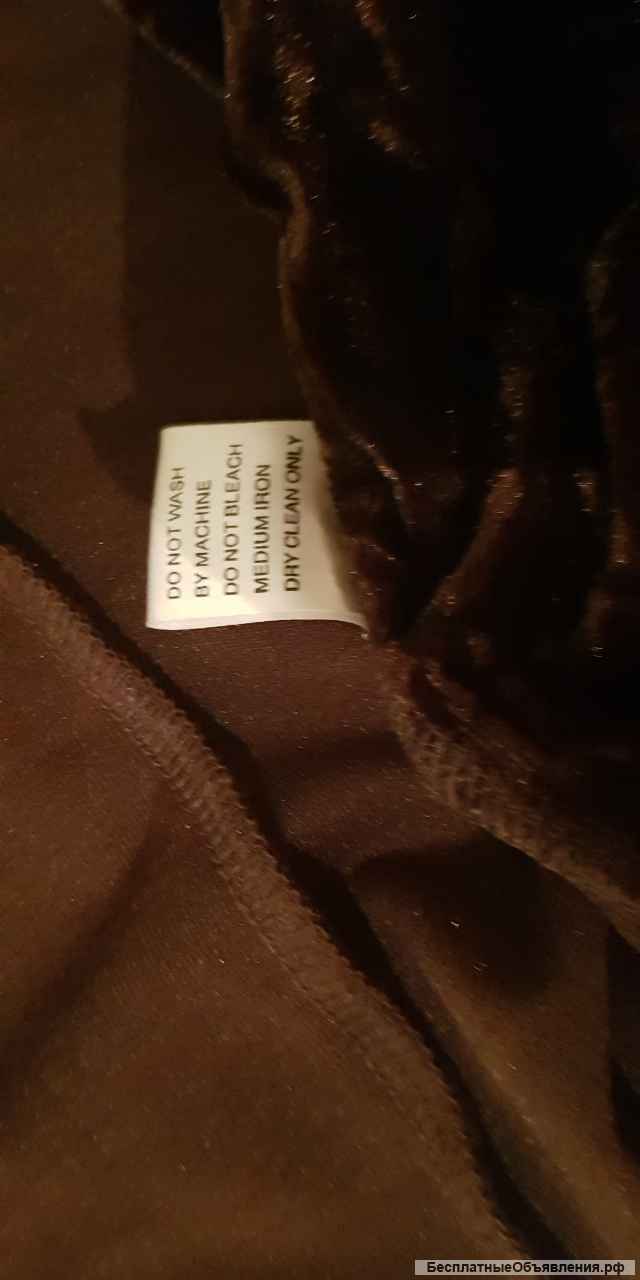 DO NOT WASH
BY MACHINE
DO NOT BLEACH
MEDIUM IRON
DRY CLEAN ONLY
БесплатныеОбъявления.рф